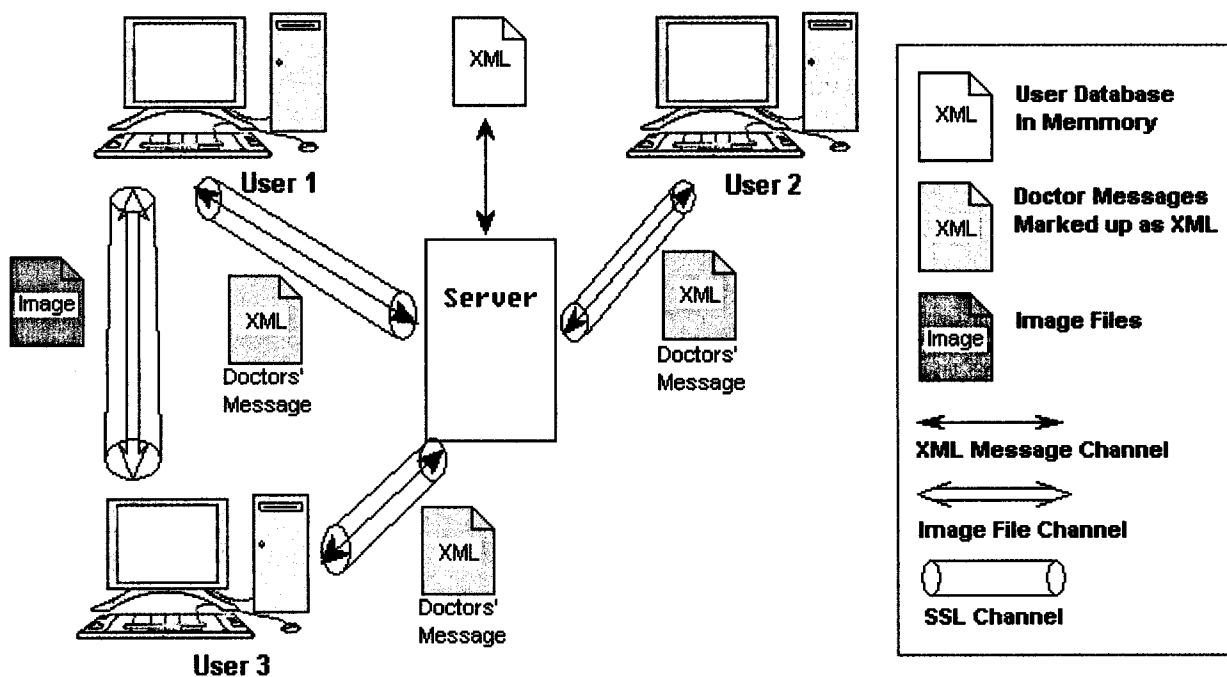 XML
User 1
User 2
Image
XML
Doctors'
Message
Server
XML
Doctors'
Message
XML
Doctors'
Message
User 3
XML
User Database
In Memmory
XML
Doctor Messages
Marked up as XML
Image
Image Files
XML Message Channel
Image File Channel
SSL Channel